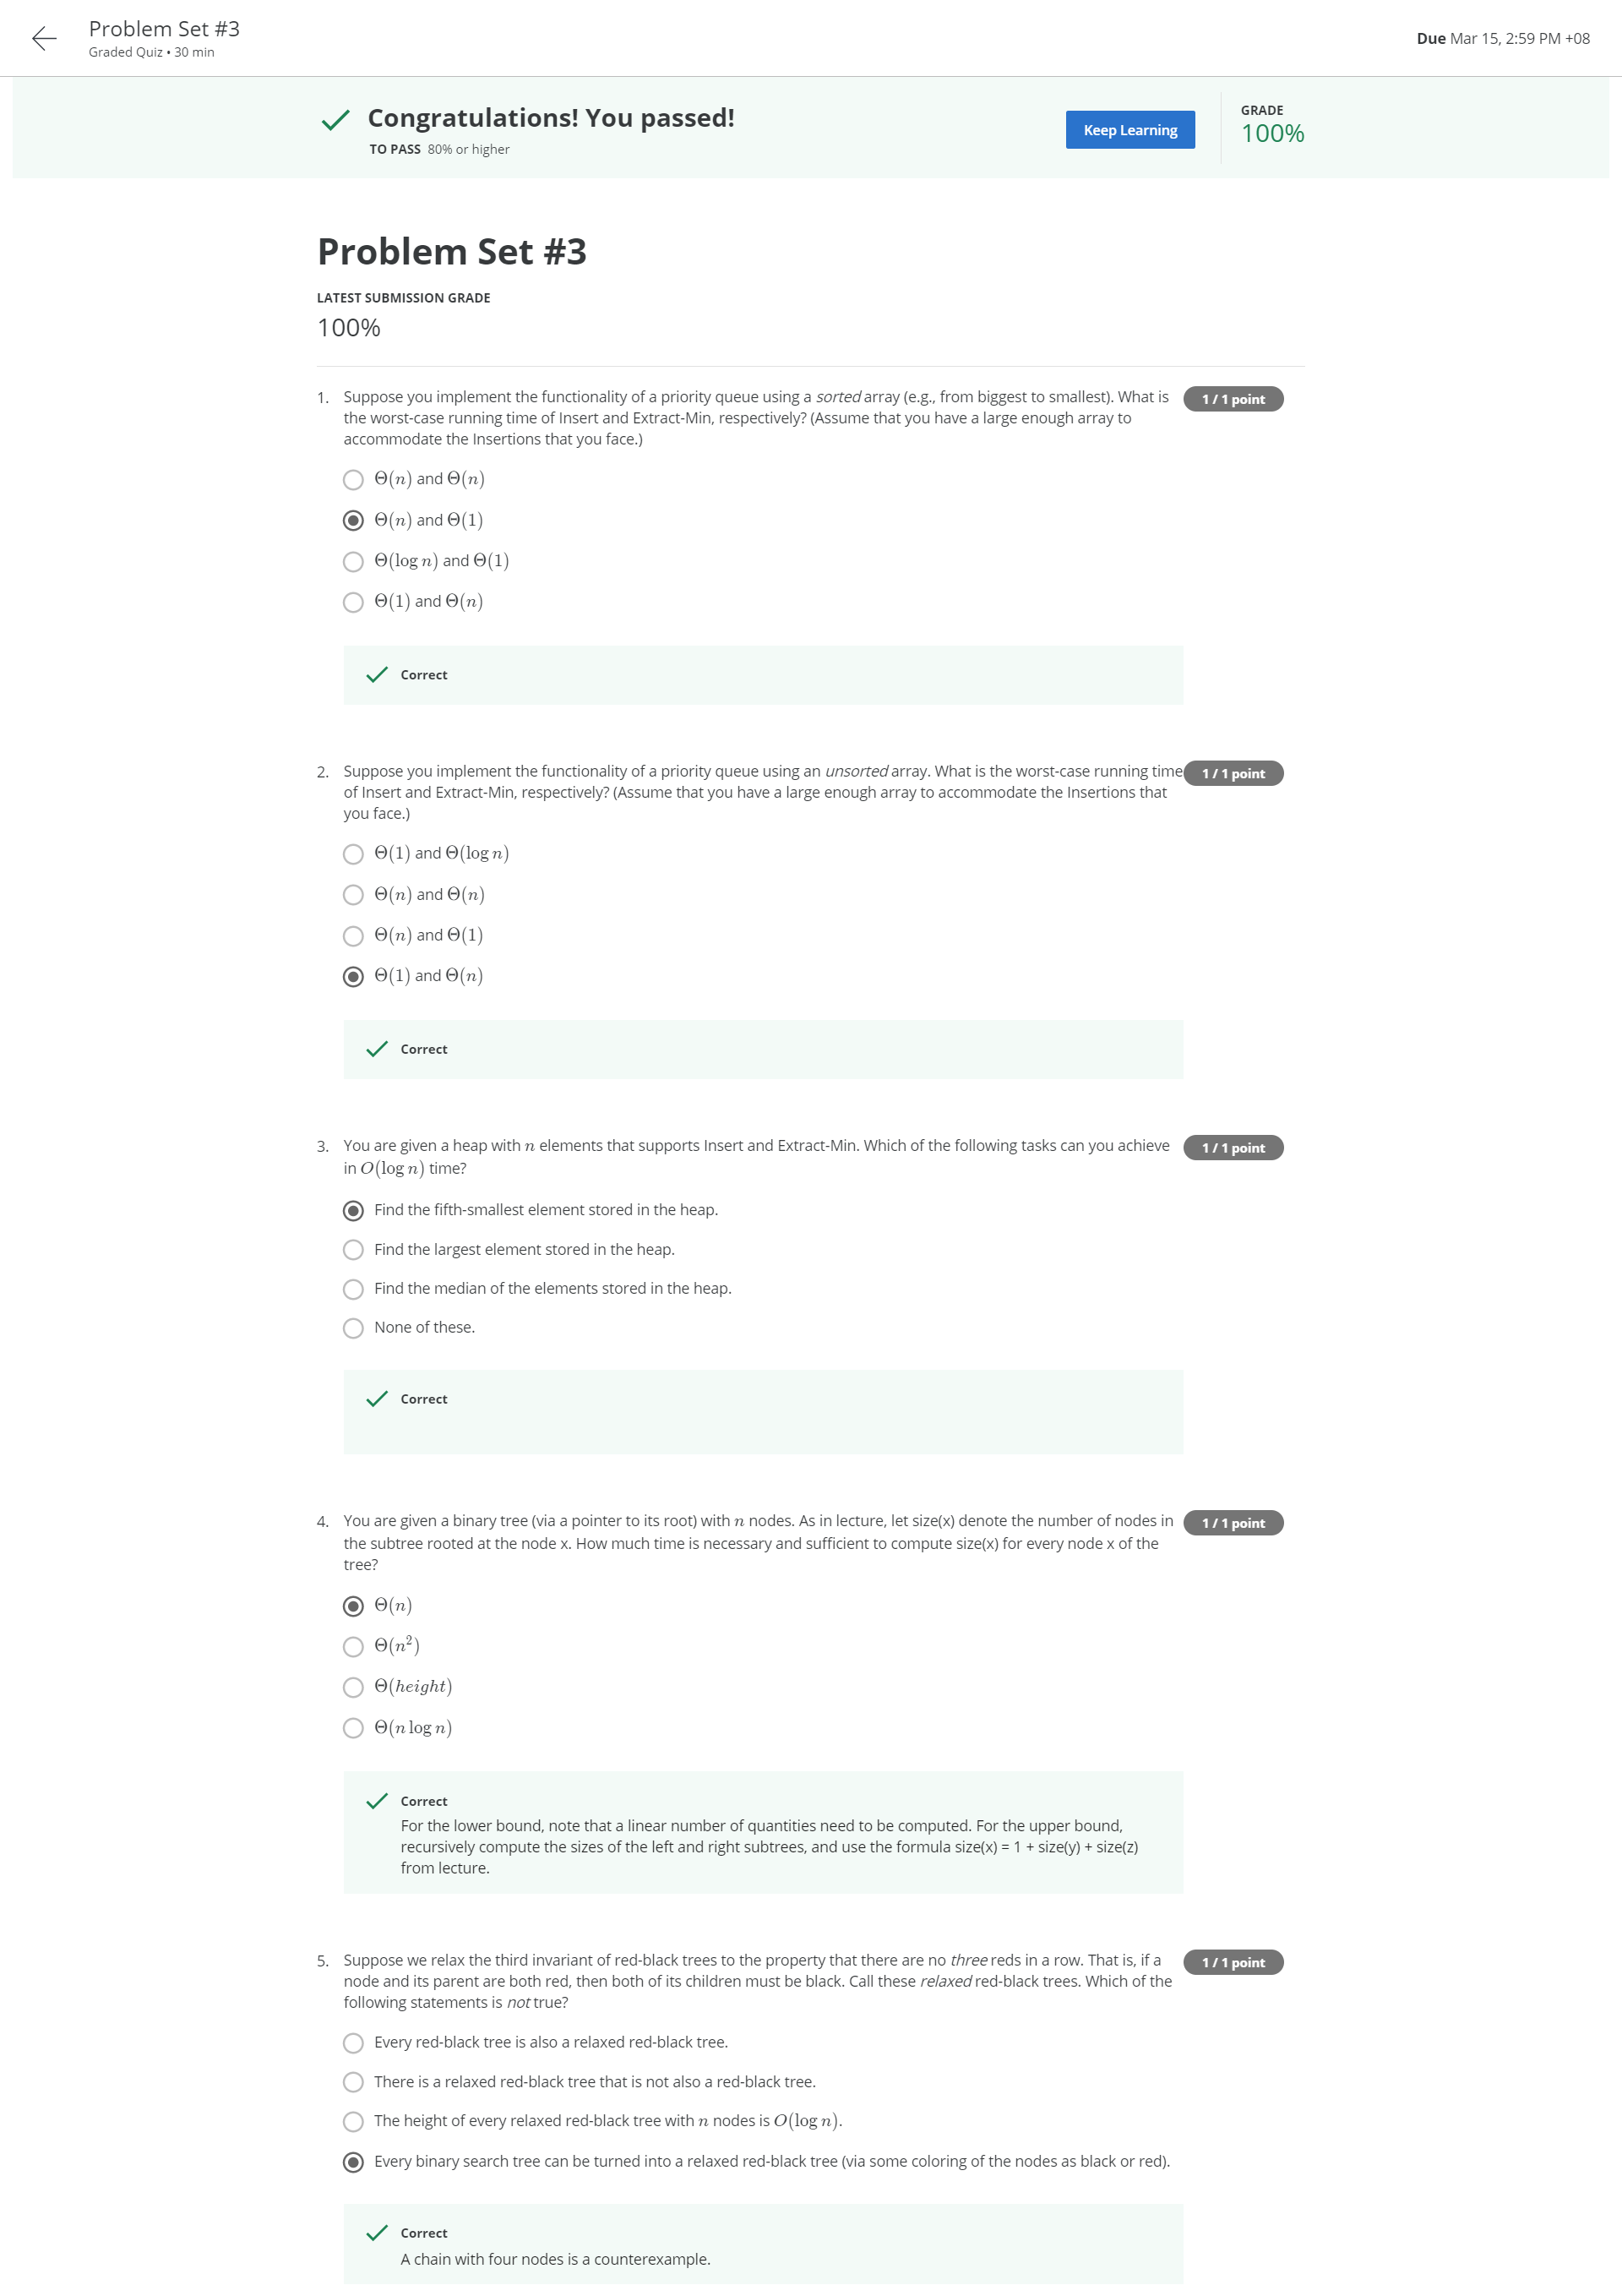 Problem Set #3
Graded Quiz • 30 min
Due Mar 15, 2:59 PM +08
Congratulations! You passed!
TO PASS 80% or higher
Keep Learning
GRADE
100%
Problem Set #3
LATEST SUBMISSION GRADE
100%
1. Suppose you implement the functionality of a priority queue using a sorted array (e.g., from biggest to smallest). What is
the worst-case running time of Insert and Extract-Min, respectively? (Assume that you have a large enough array to
accommodate the Insertions that you face.)
1 / 1 point
Θ(n) and Θ(n)
Θ(n) and Θ(1)
Θ(log n) and Θ(1)
Θ(1) and Θ(n)
Correct
2. Suppose you implement the functionality of a priority queue using an unsorted array. What is the worst-case running time
of Insert and Extract-Min, respectively? (Assume that you have a large enough array to accommodate the Insertions that
you face.)
1 / 1 point
Θ(1) and Θ(log n)
Θ(n) and Θ(n)
Θ(n) and Θ(1)
Θ(1) and Θ(n)
Correct
3. You are given a heap with n elements that supports Insert and Extract-Min. Which of the following tasks can you achieve
in O(log n) time?
1 / 1 point
Find the fifth-smallest element stored in the heap.
Find the largest element stored in the heap.
Find the median of the elements stored in the heap.
None of these.
Correct
4. You are given a binary tree (via a pointer to its root) with n nodes. As in lecture, let size(x) denote the number of nodes in
the subtree rooted at the node x. How much time is necessary and sufficient to compute size(x) for every node x of the
tree?
1 / 1 point
Θ(n)
Θ(n²)
Θ(height)
Θ(n log n)
Correct
For the lower bound, note that a linear number of quantities need to be computed. For the upper bound,
recursively compute the sizes of the left and right subtrees, and use the formula size(x) = 1 + size(y) + size(z)
from lecture.
5. Suppose we relax the third invariant of red-black trees to the property that there are no three reds in a row. That is, if a
node and its parent are both red, then both of its children must be black. Call these relaxed red-black trees. Which of the
following statements is not true?
1 / 1 point
Every red-black tree is also a relaxed red-black tree.
There is a relaxed red-black tree that is not also a red-black tree.
The height of every relaxed red-black tree with n nodes is O(log n).
Every binary search tree can be turned into a relaxed red-black tree (via some coloring of the nodes as black or red).
Correct
A chain with four nodes is a counterexample.